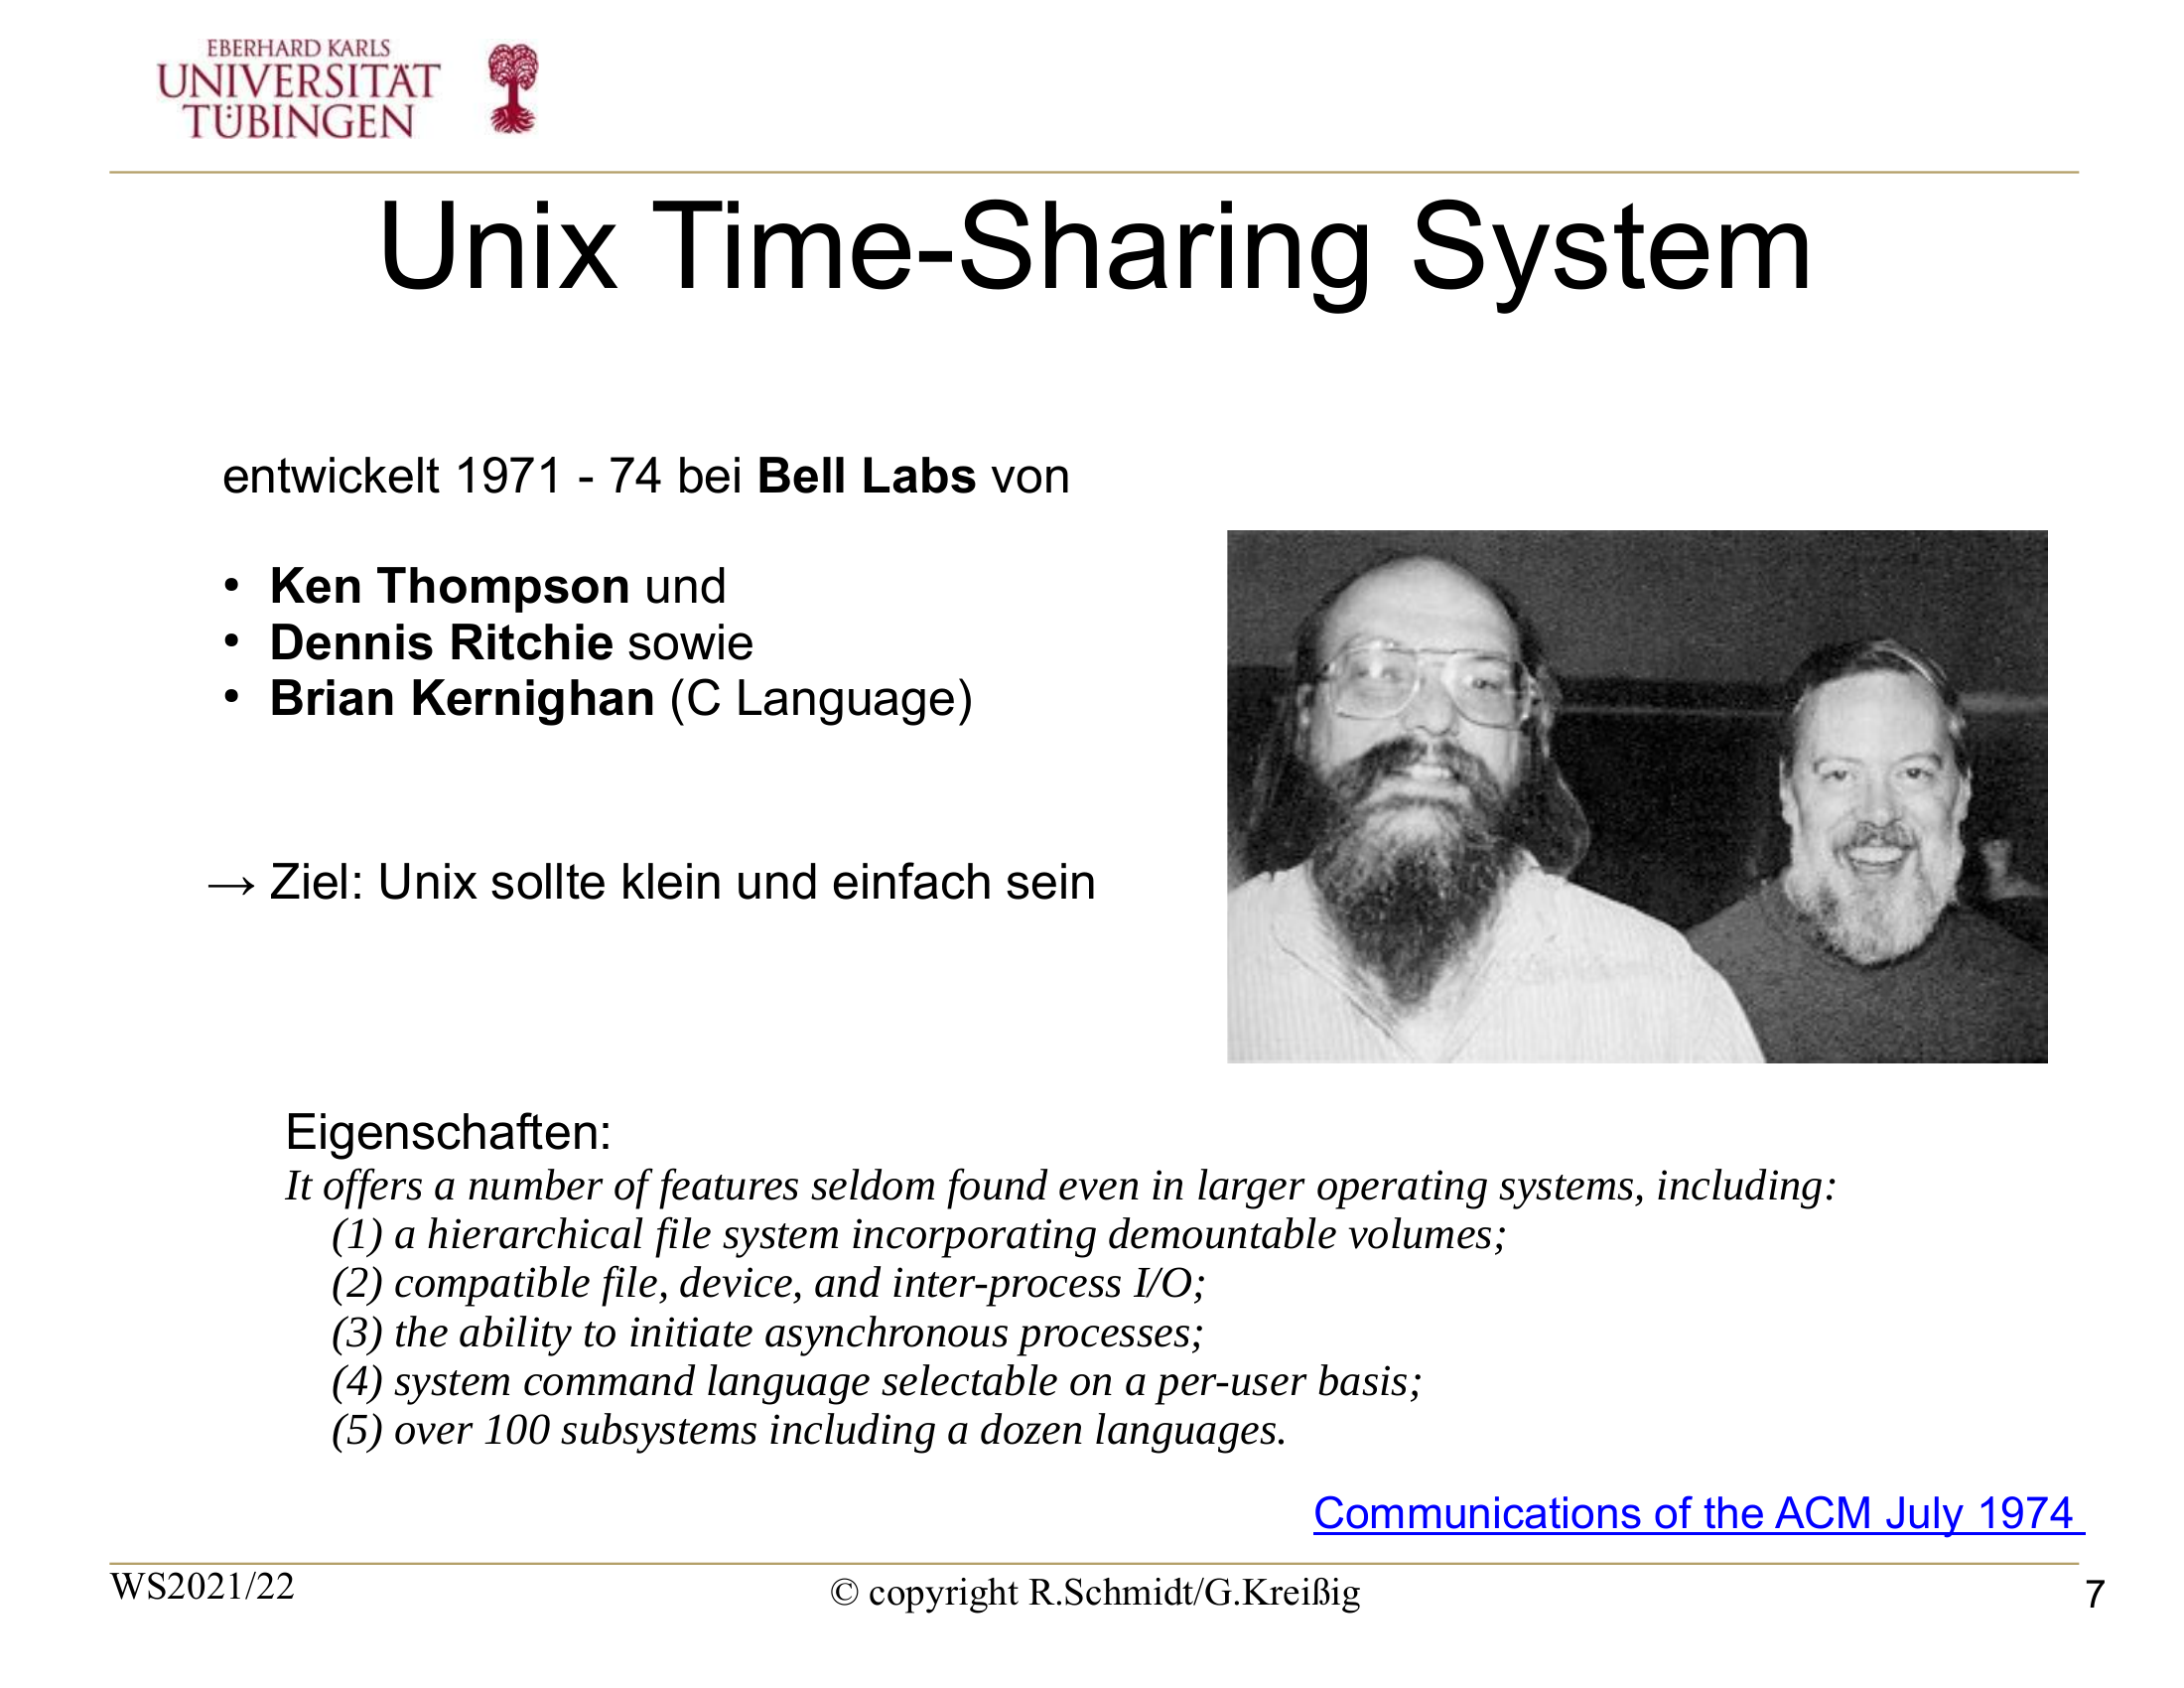 EBERHARD KARLS
UNIVERSITÄT
TÜBINGEN
Unix Time-Sharing System
entwickelt 1971 - 74 bei Bell Labs von
• Ken Thompson und
• Dennis Ritchie sowie
• Brian Kernighan (C Language)
→ Ziel: Unix sollte klein und einfach sein
Eigenschaften:
It offers a number of features seldom found even in larger operating systems, including:
(1) a hierarchical file system incorporating demountable volumes;
(2) compatible file, device, and inter-process I/O;
(3) the ability to initiate asynchronous processes;
(4) system command language selectable on a per-user basis;
(5) over 100 subsystems including a dozen languages.
Communications of the ACM July 1974
WS2021/22
© copyright R.Schmidt/G.Kreißig
7